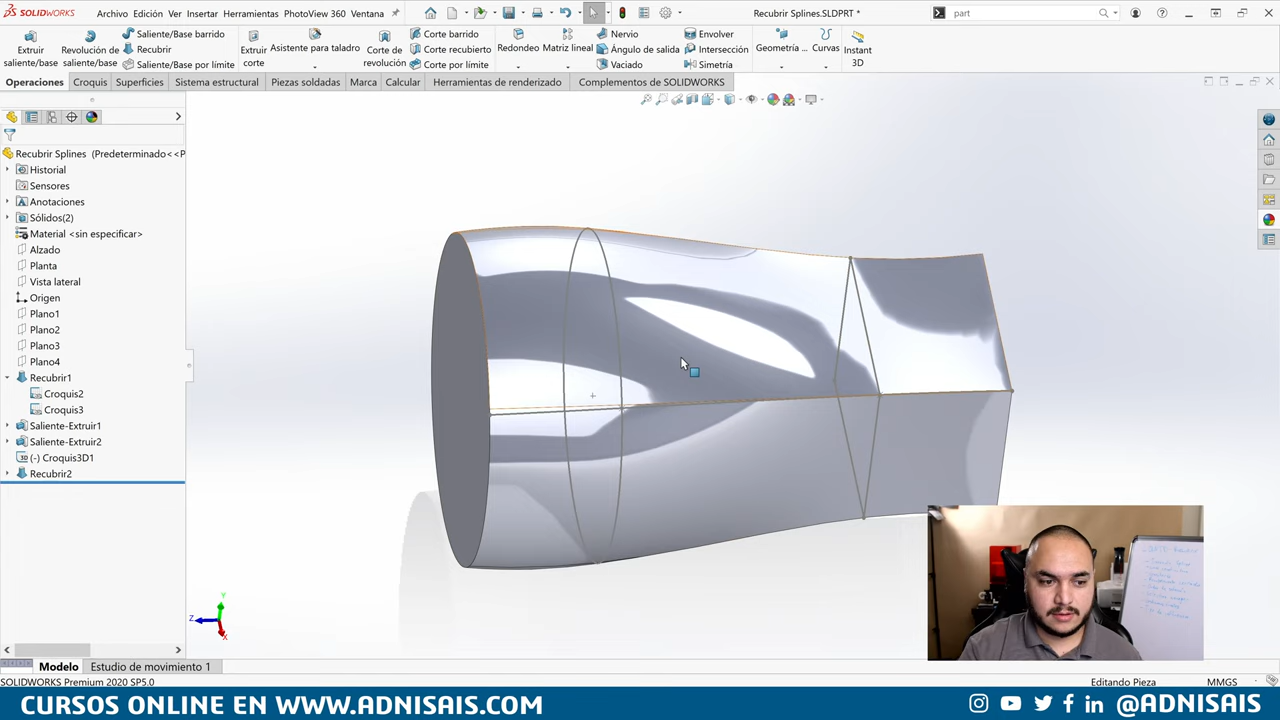 SOLIDWORKS
Archivo Edición Ver Insertar Herramientas PhotoView 360 Ventana
Recubrir Splines.SLDPRT *
part
Extruir saliente/base
Revolución de saliente/base
Saliente/Base barrido
Recubrir
Saliente/Base por límite
Extruir corte
Asistente para taladro
Corte de revolución
Corte barrido
Corte recubierto
Corte por límite
Redondeo
Matriz lineal
Nervio
Ángulo de salida
Vaciado
Envolver
Intersección
Simetría
Geometría ...
Curvas
Instant 3D
Operaciones Croquis Superficies Sistema estructural Piezas soldadas Marca Calcular Herramientas de renderizado Complementos de SOLIDWORKS
Recubrir Splines (Predeterminado<<P
Historial
Sensores
Anotaciones
Sólidos(2)
Material <sin especificar>
Alzado
Planta
Vista lateral
Origen
Plano1
Plano2
Plano3
Plano4
Recubrir1
Croquis2
Croquis3
Saliente-Extruir1
Saliente-Extruir2
(-) Croquis3D1
Recubrir2
Y
Z
X
Modelo Estudio de movimiento 1
SOLIDWORKS Premium 2020 SP5.0
Editando Pieza
MMGS
CURSOS ONLINE EN WWW.ADNISAIS.COM
@ADNISAIS